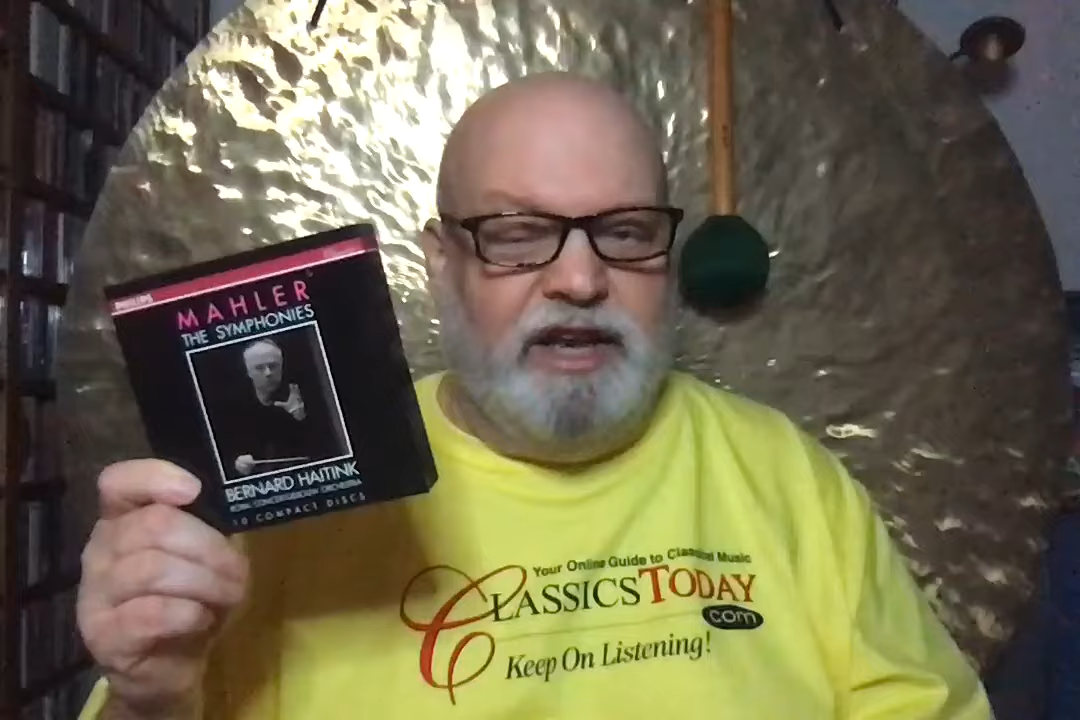 PHILIPS
MAHLER
THE SYMPHONIES
BERNARD HAITINK
ROYAL CONCERTGEBOUW ORCHESTRA
10 COMPACT DISCS
Your Online Guide to Classical Music
CLASSICSTODAY
com
Keep On Listening!